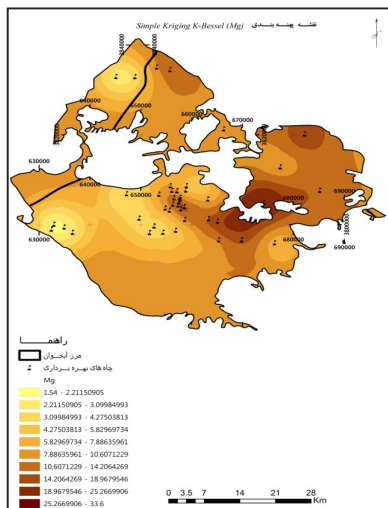 Simple Kriging K-Bessel (Mg) نقشه پهنه بندی
640000
650000
660000
670000
630000
640000
650000
680000
690000
630000
680000
690000
راهنمـــا
مرز آبخـــوان
چاه های بهره برداری
Mg
1.54 - 2.21150905
2.21150905 - 3.09984993
3.09984993 - 4.27503813
4.27503813 - 5.82969734
5.82969734 - 7.88635961
7.88635961 - 10.6071229
10.6071229 - 14.2064269
14.2064269 - 18.9679546
18.9679546 - 25.2669906
25.2669906 - 33.6
0 3.5 7 14 21 28
Km